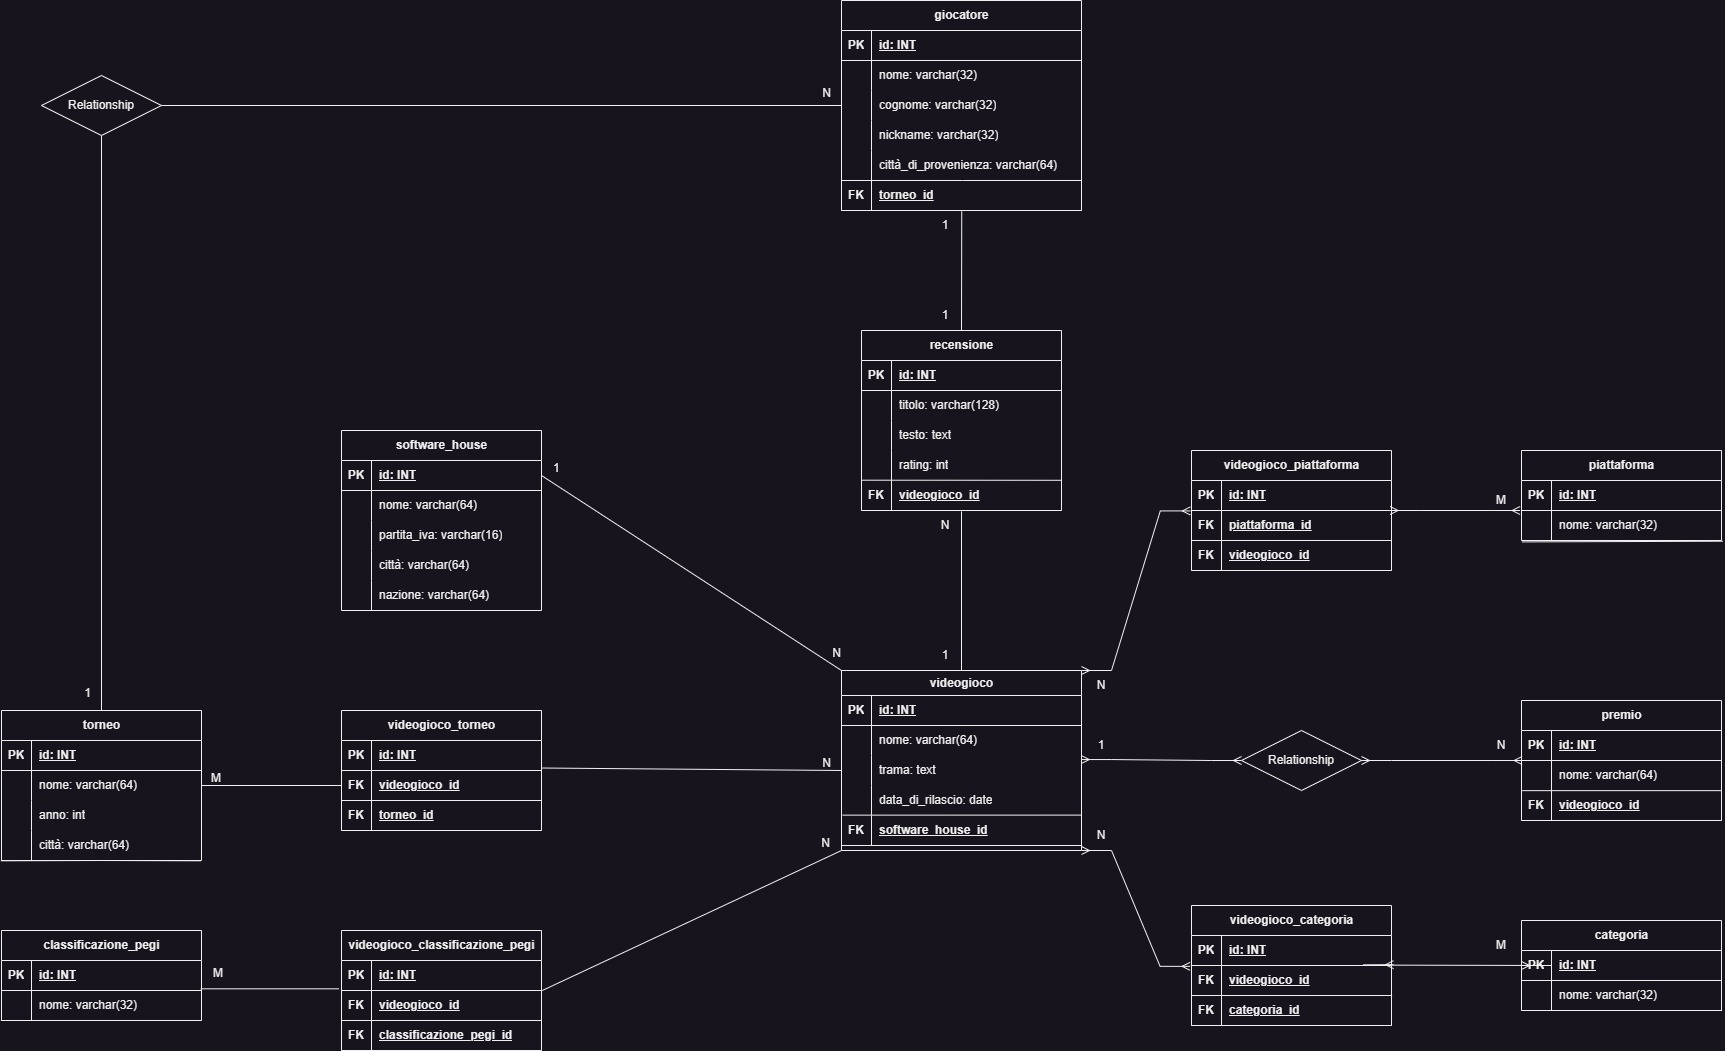 giocatore
PK id: INT
nome: varchar(32)
cognome: varchar(32)
nickname: varchar(32)
città_di_provenienza: varchar(64)
FK torneo_id
Relationship
N
1
1
1
recensione
PK id: INT
titolo: varchar(128)
testo: text
rating: int
FK videogioco_id
N
1
software_house
PK id: INT
nome: varchar(64)
partita_iva: varchar(16)
città: varchar(64)
nazione: varchar(64)
1
N
videogioco_piattaforma
PK id: INT
FK piattaforma_id
FK videogioco_id
N
M
piattaforma
PK id: INT
nome: varchar(32)
torneo
PK id: INT
nome: varchar(64)
anno: int
città: varchar(64)
M
videogioco_torneo
PK id: INT
FK videogioco_id
FK torneo_id
N
videogioco
PK id: INT
nome: varchar(64)
trama: text
data_di_rilascio: date
FK software_house_id
1
Relationship
N
premio
PK id: INT
nome: varchar(64)
FK videogioco_id
classificazione_pegi
PK id: INT
nome: varchar(32)
M
videogioco_classificazione_pegi
PK id: INT
FK videogioco_id
FK classificazione_pegi_id
N
N
videogioco_categoria
PK id: INT
FK videogioco_id
FK categoria_id
M
categoria
PK id: INT
nome: varchar(32)